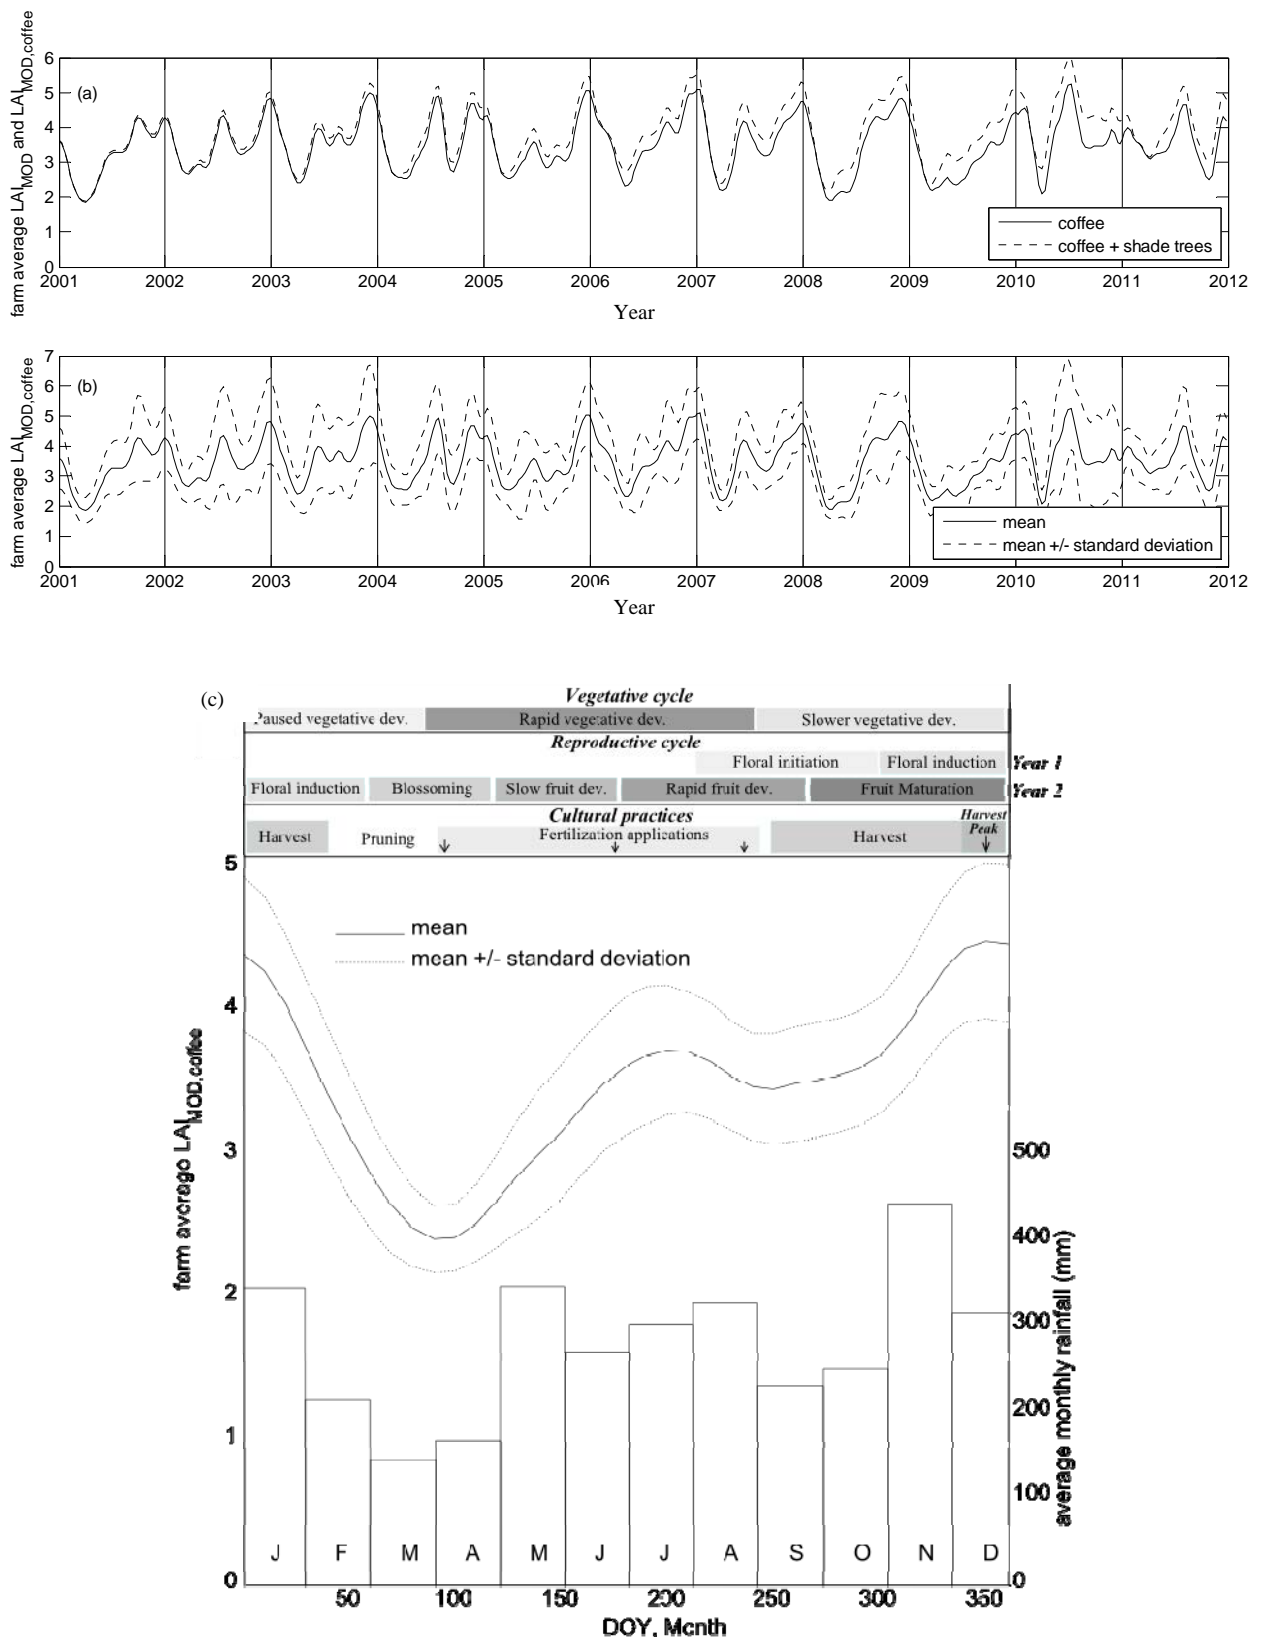 farm average LAI_MOD and LAI_MOD,coffee
6
5
4
3
2
1
0
(a)
coffee
coffee + shade trees
2001 2002 2003 2004 2005 2006 2007 2008 2009 2010 2011 2012
Year
farm average LAI_MOD,coffee
7
6
5
4
3
2
1
0
(b)
mean
mean +/- standard deviation
2001 2002 2003 2004 2005 2006 2007 2008 2009 2010 2011 2012
Year
(c)
Vegetative cycle
Paused vegetative dev. Rapid vegetative dev. Slower vegetative dev.
Reproductive cycle
Floral initiation Floral induction Year 1
Floral induction Blossoming Slow fruit dev. Rapid fruit dev. Fruit Maturation Year 2
Cultural practices
Harvest Pruning Fertilization applications Harvest Harvest Peak
mean
mean +/- standard deviation
farm average LAI_MOD,coffee
5
4
3
2
1
0
500
400
300
200
100
0
average monthly rainfall (mm)
J F M A M J J A S O N D
50 100 150 200 250 300 350
DOY, Month